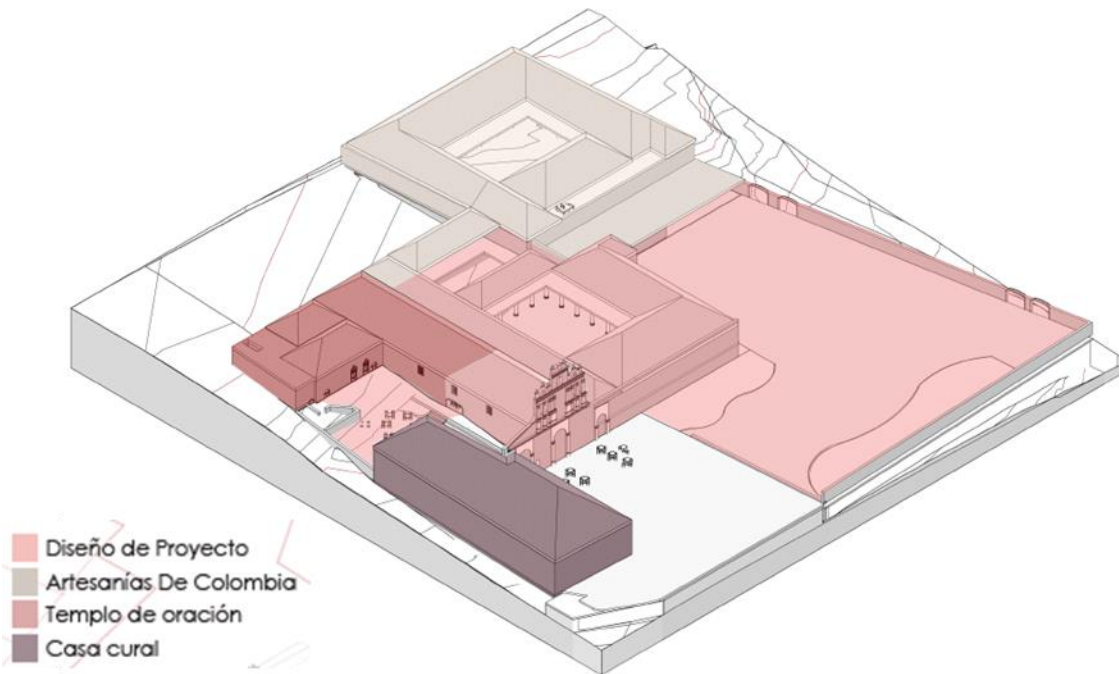 Diseño de Proyecto
Artesanías De Colombia
Templo de oración
Casa cural